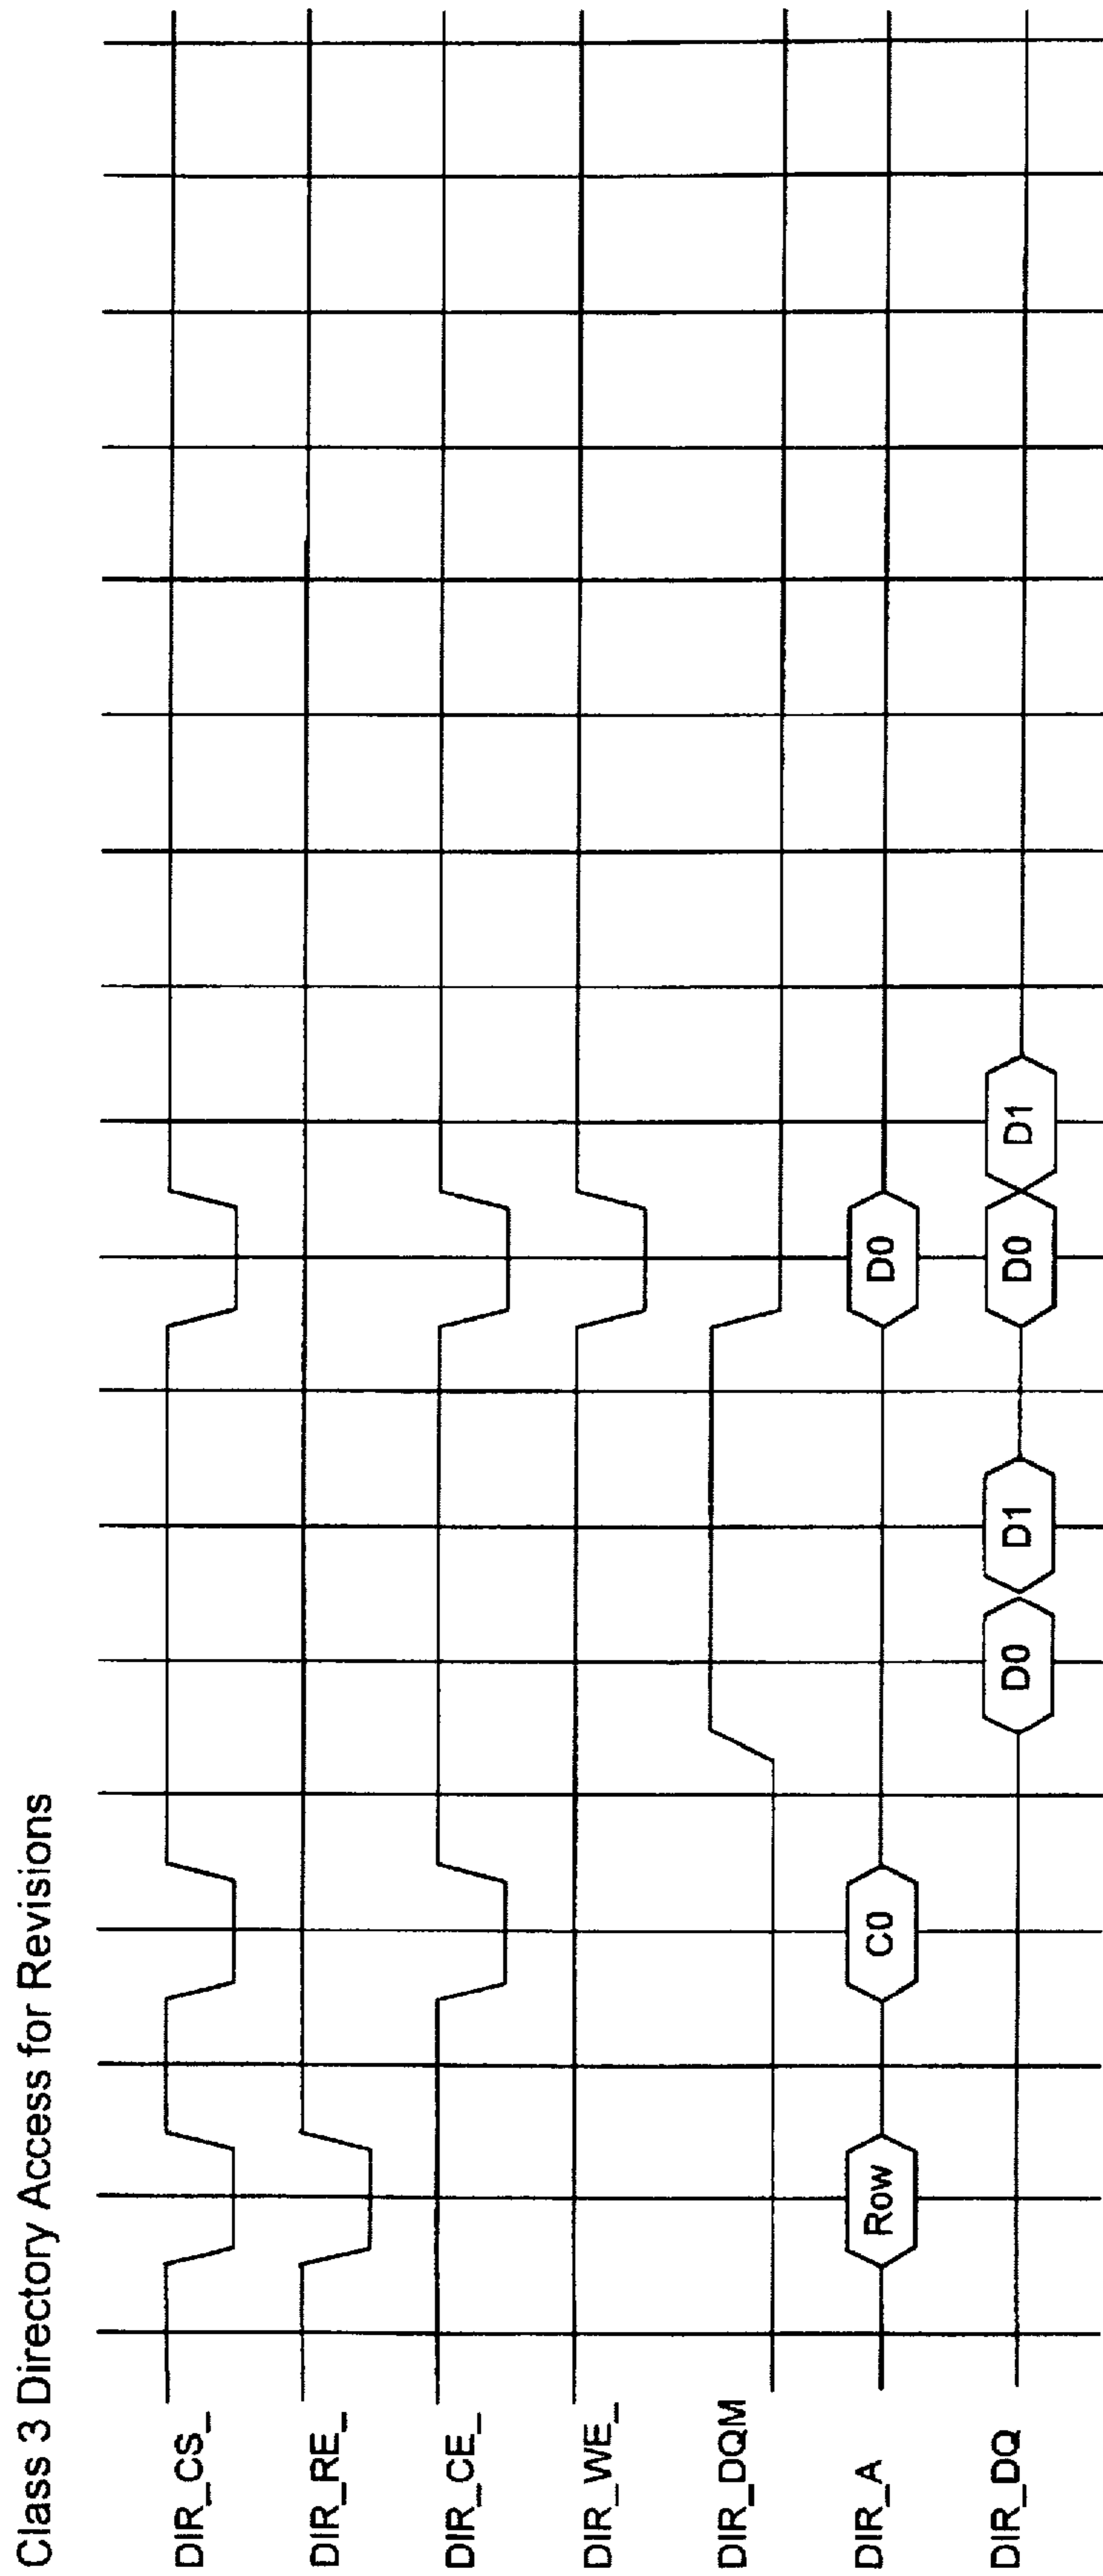 Class 3 Directory Access for Revisions
DIR_CS_
DIR_RE_
DIR_CE_
DIR_WE_
DIR_DQM
DIR_A
Row
C0
D0
DIR_DQ
D0
D1
D0
D1